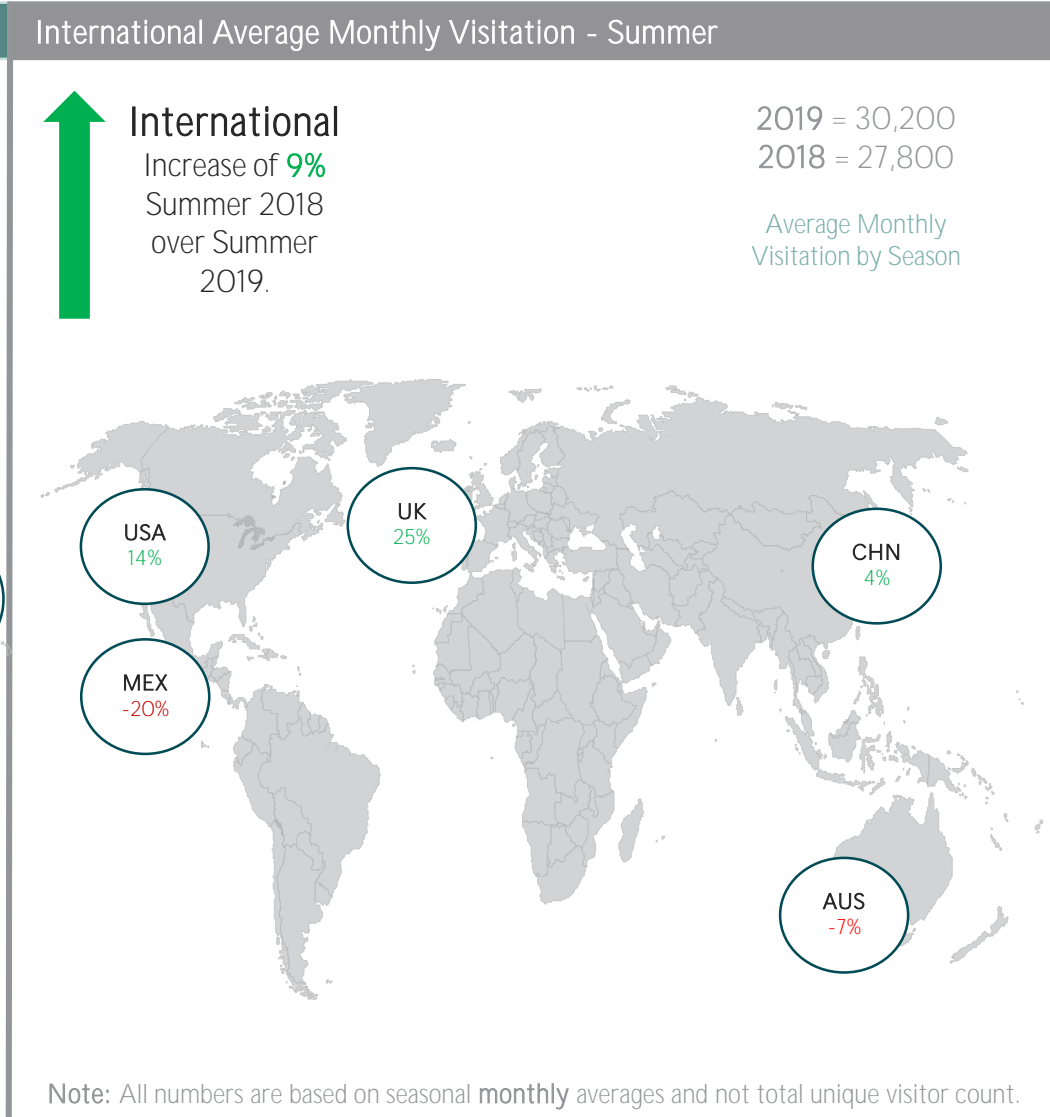 International Average Monthly Visitation - Summer
International
Increase of 9%
Summer 2018
over Summer
2019.
2019 = 30,200
2018 = 27,800
Average Monthly
Visitation by Season
USA
14%
UK
25%
CHN
4%
MEX
-20%
AUS
-7%
Note: All numbers are based on seasonal monthly averages and not total unique visitor count.